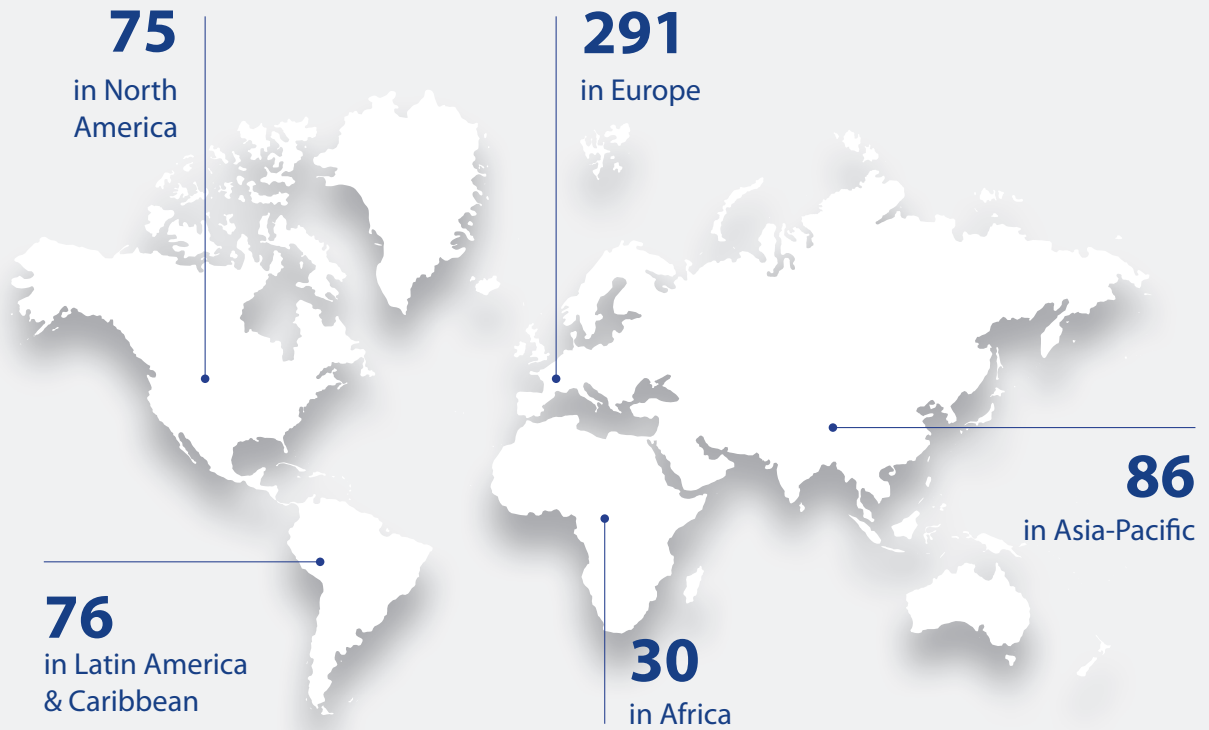 75
in North
America
291
in Europe
86
in Asia-Pacific
76
in Latin America
& Caribbean
30
in Africa